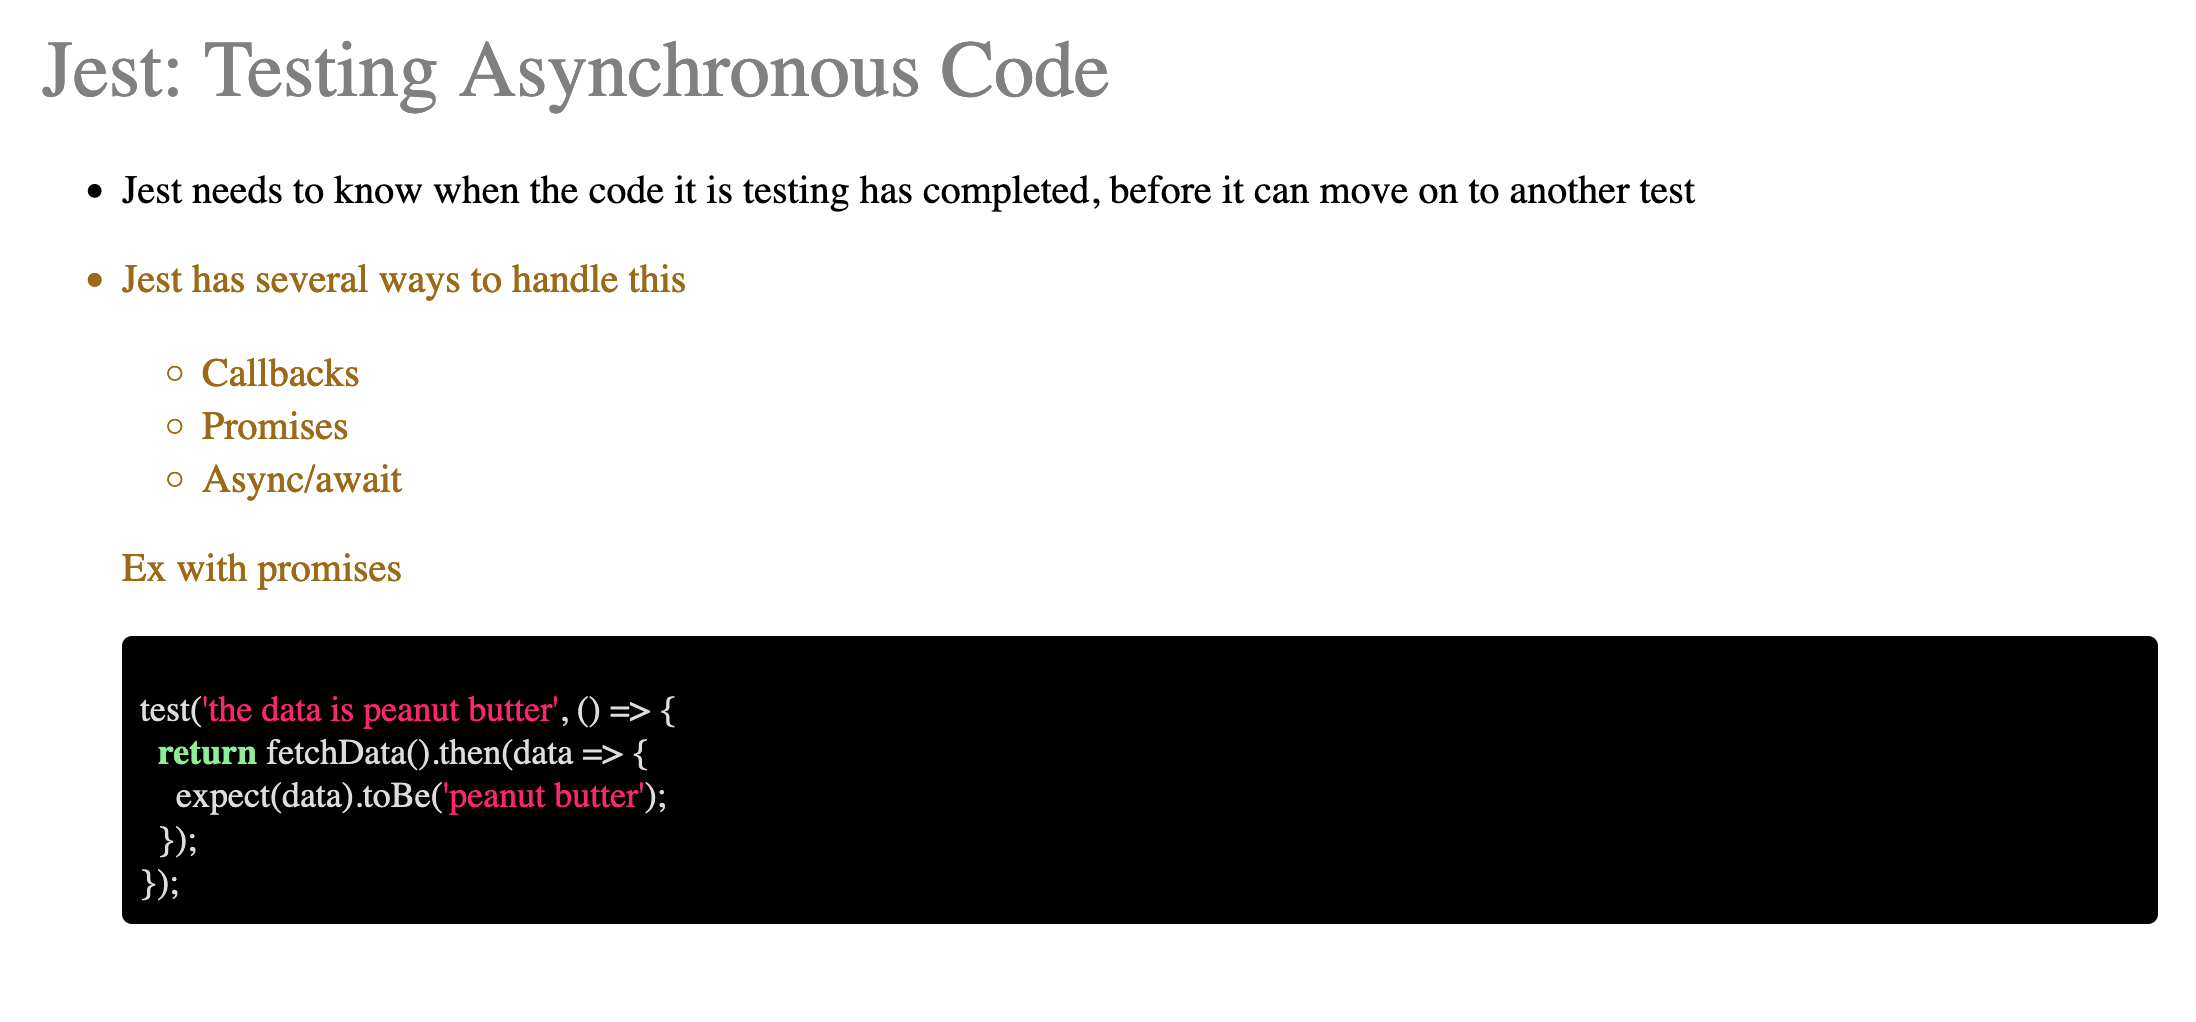 Jest: Testing Asynchronous Code
• Jest needs to know when the code it is testing has completed, before it can move on to another test
• Jest has several ways to handle this
○ Callbacks
○ Promises
○ Async/await
Ex with promises
test('the data is peanut butter', () => {
  return fetchData().then(data => {
    expect(data).toBe('peanut butter');
  });
});